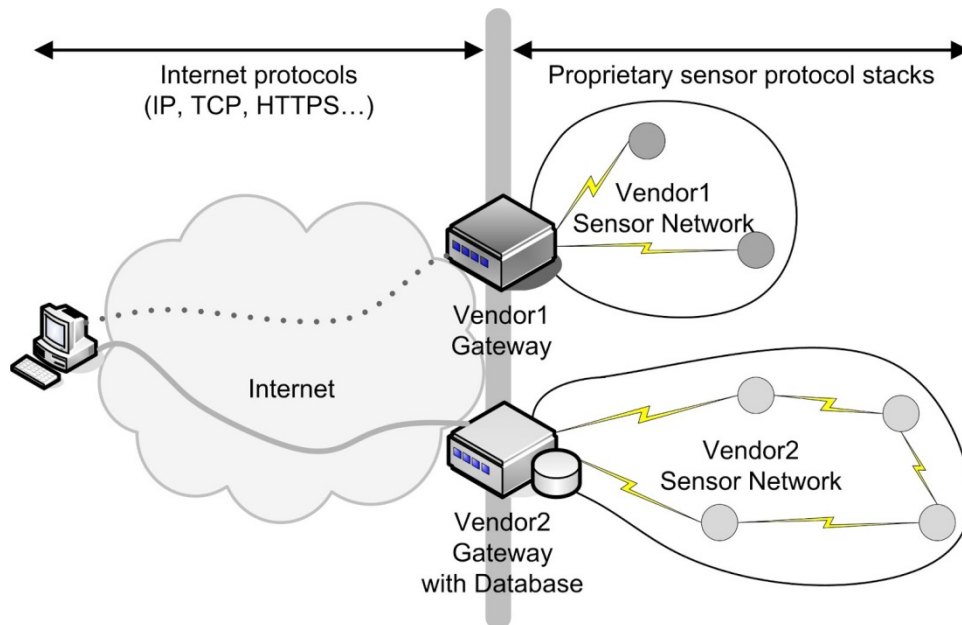 Internet protocols
(IP, TCP, HTTPS…)
Proprietary sensor protocol stacks
Vendor1
Sensor Network
Vendor1
Gateway
Internet
Vendor2
Sensor Network
Vendor2
Gateway
with Database